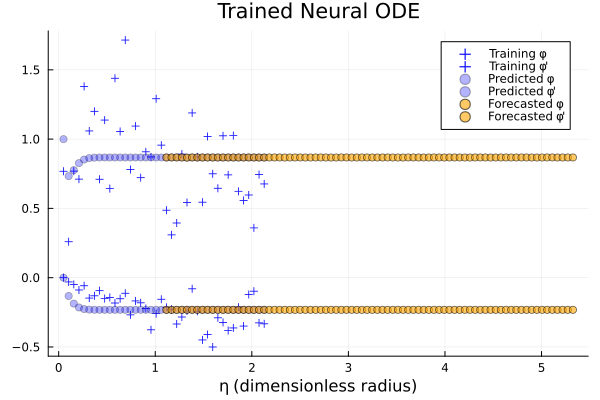 Trained Neural ODE
Training φ
Training φ'
Predicted φ
Predicted φ'
Forecasted φ
Forecasted φ'
1.5
1.0
0.5
0.0
−0.5
0
1
2
3
4
5
η (dimensionless radius)